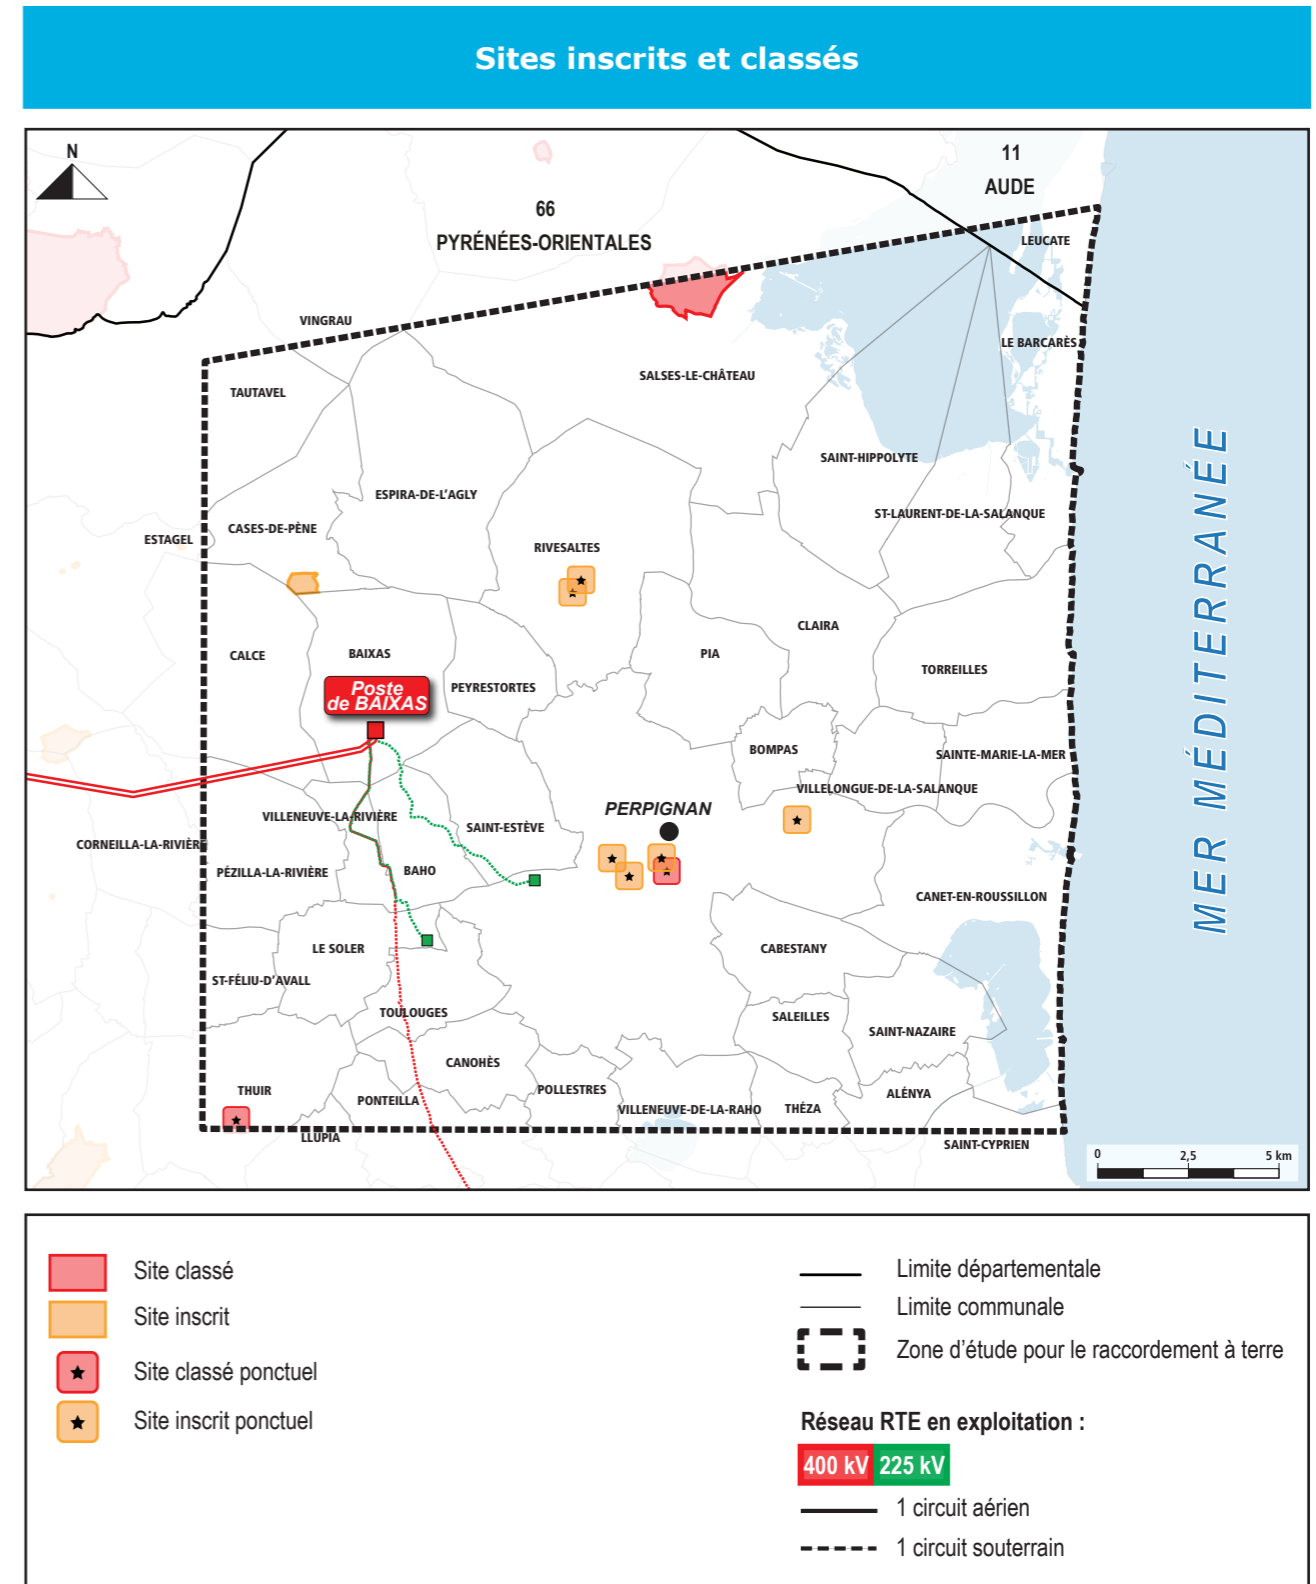 Sites inscrits et classés
N
11
AUDE
66
PYRÉNÉES-ORIENTALES
LEUCATE
VINGRAU
LE BARCARÈS
SALSES-LE-CHÂTEAU
TAUTAVEL
SAINT-HIPPOLYTE
ESPIRA-DE-L'AGLY
ST-LAURENT-DE-LA-SALANQUE
CASES-DE-PÈNE
ESTAGEL
RIVESALTES
MER MÉDITERRANÉE
CLAIRA
CALCE
BAIXAS
PIA
TORREILLES
PEYRESTORTES
Poste
de BAIXAS
BOMPAS
SAINTE-MARIE-LA-MER
VILLELONGUE-DE-LA-SALANQUE
PERPIGNAN
VILLENEUVE-LA-RIVIÈRE
SAINT-ESTÈVE
CORNEILLA-LA-RIVIÈRE
PÉZILLA-LA-RIVIÈRE
BAHO
CANET-EN-ROUSSILLON
LE SOLER
CABESTANY
ST-FÉLIU-D'AVALL
TOULOUGES
SALEILLES
SAINT-NAZAIRE
CANOHÈS
THUIR
POLLESTRES
ALÉNYA
PONTEILLA
VILLENEUVE-DE-LA-RAHO
THÉZA
LLUPIA
SAINT-CYPRIEN
0 2,5 5 km
Site classé
Site inscrit
Site classé ponctuel
Site inscrit ponctuel
Limite départementale
Limite communale
Zone d'étude pour le raccordement à terre
Réseau RTE en exploitation :
400 kV 225 kV
1 circuit aérien
1 circuit souterrain